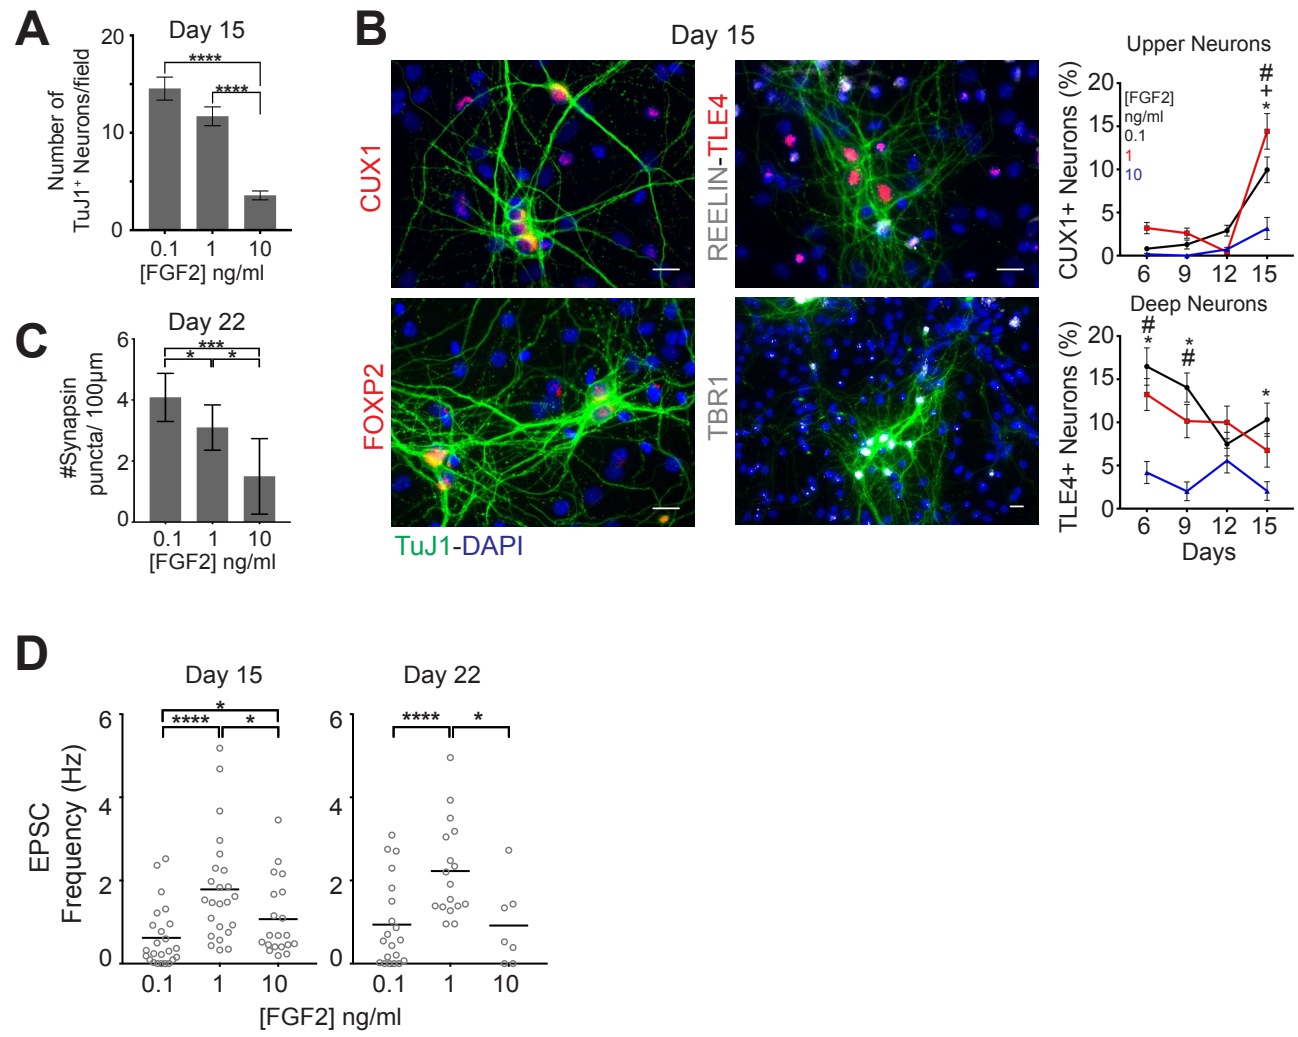 A
Day 15
Number of
TuJ1+ Neurons/field
20
10
0
****
****
0.1 1 10
[FGF2] ng/ml
B
Day 15
CUX1
REELIN-TLE4
FOXP2
TBR1
TuJ1-DAPI
Upper Neurons
CUX1+ Neurons (%)
20
15
10
5
0
[FGF2]
ng/ml
0.1
1
10
#
+
*
6 9 12 15
Deep Neurons
TLE4+ Neurons (%)
20
15
10
5
0
#
*
*
#
*
6 9 12 15
Days
C
Day 22
#Synapsin
puncta/ 100µm
6
4
2
0
***
* *
0.1 1 10
[FGF2] ng/ml
D
Day 15
EPSC
Frequency (Hz)
6
4
2
0
*
**** *
0.1 1 10
Day 22
6
4
2
0
**** *
0.1 1 10
[FGF2] ng/ml